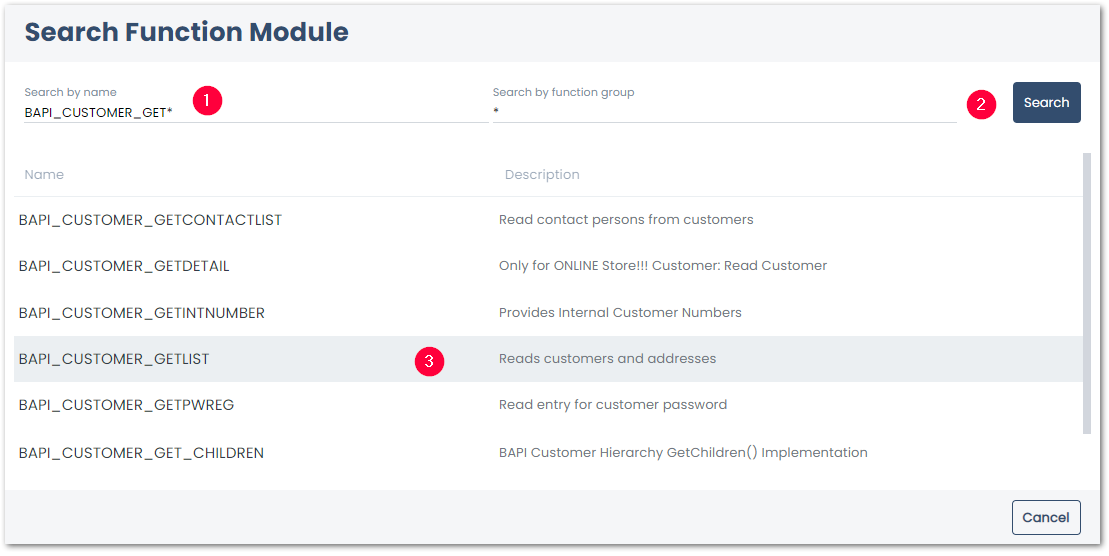 Search Function Module
Search by name 1 Search by function group
BAPI_CUSTOMER_GET* * 2 Search
Name Description
BAPI_CUSTOMER_GETCONTACTLIST Read contact persons from customers
BAPI_CUSTOMER_GETDETAIL Only for ONLINE Store!!! Customer: Read Customer
BAPI_CUSTOMER_GETINTNUMBER Provides Internal Customer Numbers
BAPI_CUSTOMER_GETLIST 3 Reads customers and addresses
BAPI_CUSTOMER_GETPWREG Read entry for customer password
BAPI_CUSTOMER_GET_CHILDREN BAPI Customer Hierarchy GetChildren() Implementation
Cancel